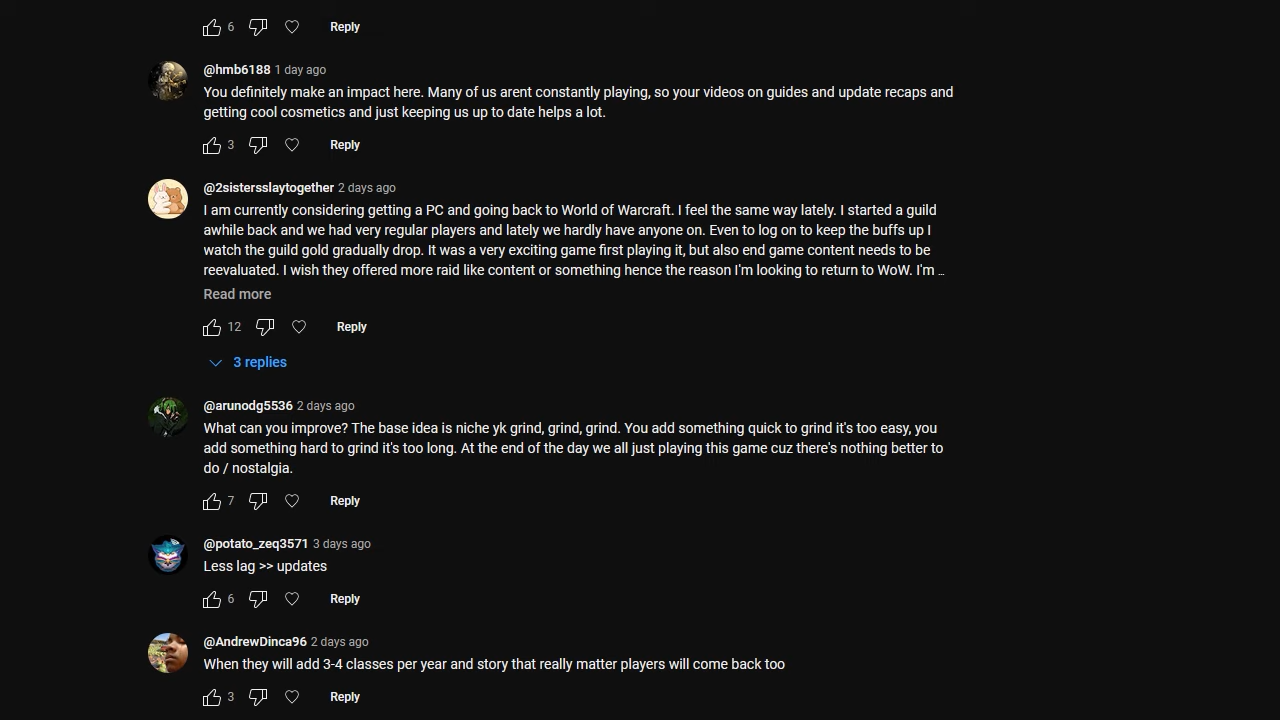 6 Reply
@hmb6188 1 day ago
You definitely make an impact here. Many of us arent constantly playing, so your videos on guides and update recaps and
getting cool cosmetics and just keeping us up to date helps a lot.
3 Reply
@2sistersslaytogether 2 days ago
I am currently considering getting a PC and going back to World of Warcraft. I feel the same way lately. I started a guild
awhile back and we had very regular players and lately we hardly have anyone on. Even to log on to keep the buffs up I
watch the guild gold gradually drop. It was a very exciting game first playing it, but also end game content needs to be
reevaluated. I wish they offered more raid like content or something hence the reason I'm looking to return to WoW. I'm ...
Read more
12 Reply
3 replies
@arunodg5536 2 days ago
What can you improve? The base idea is niche yk grind, grind, grind. You add something quick to grind it's too easy, you
add something hard to grind it's too long. At the end of the day we all just playing this game cuz there's nothing better to
do / nostalgia.
7 Reply
@potato_zeq3571 3 days ago
Less lag >> updates
6 Reply
@AndrewDinca96 2 days ago
When they will add 3-4 classes per year and story that really matter players will come back too
3 Reply